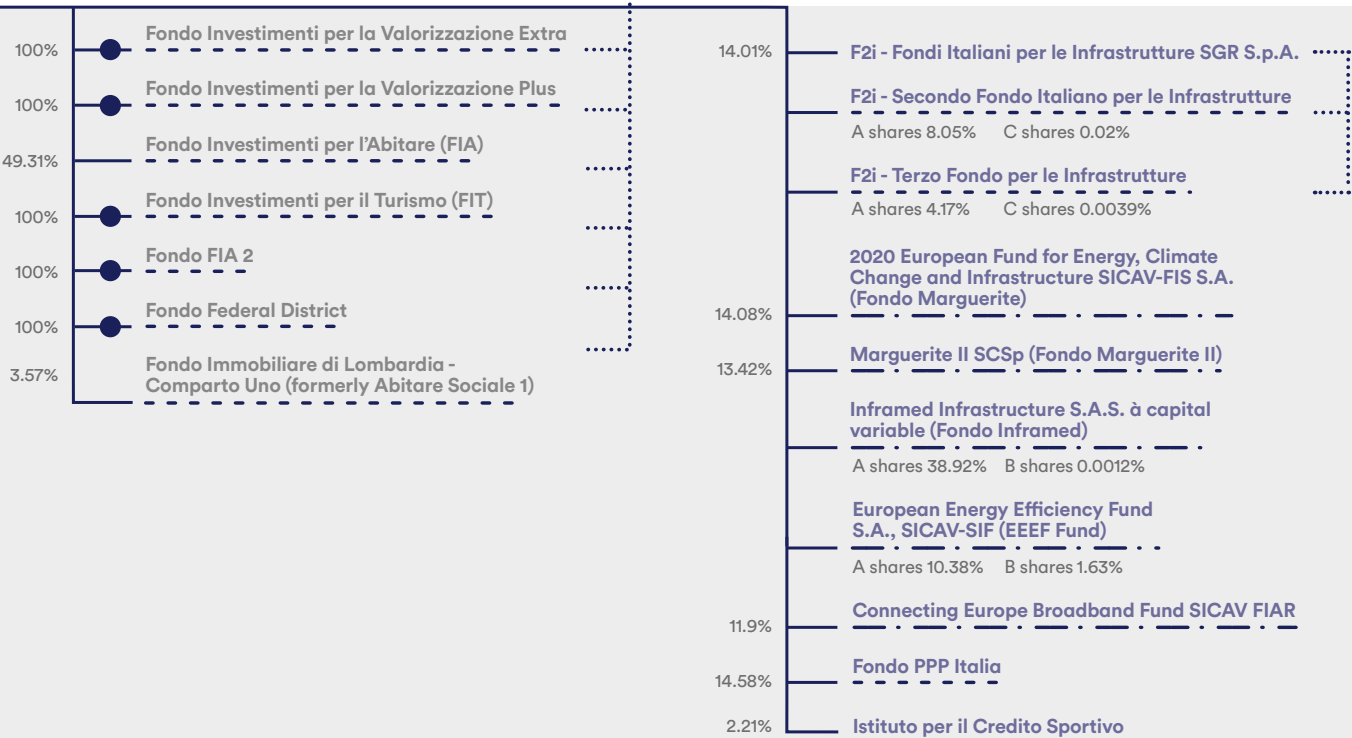 100%
Fondo Investimenti per la Valorizzazione Extra
100%
Fondo Investimenti per la Valorizzazione Plus
49.31%
Fondo Investimenti per l'Abitare (FIA)
100%
Fondo Investimenti per il Turismo (FIT)
100%
Fondo FIA 2
100%
Fondo Federal District
3.57%
Fondo Immobiliare di Lombardia -
Comparto Uno (formerly Abitare Sociale 1)
14.01%
F2i - Fondi Italiani per le Infrastrutture SGR S.p.A.
F2i - Secondo Fondo Italiano per le Infrastrutture
A shares 8.05% C shares 0.02%
F2i - Terzo Fondo per le Infrastrutture
A shares 4.17% C shares 0.0039%
2020 European Fund for Energy, Climate
Change and Infrastructure SICAV-FIS S.A.
(Fondo Marguerite)
14.08%
Marguerite II SCSp (Fondo Marguerite II)
13.42%
Inframed Infrastructure S.A.S. à capital
variable (Fondo Inframed)
A shares 38.92% B shares 0.0012%
European Energy Efficiency Fund
S.A., SICAV-SIF (EEEF Fund)
A shares 10.38% B shares 1.63%
Connecting Europe Broadband Fund SICAV FIAR
11.9%
Fondo PPP Italia
14.58%
2.21%
Istituto per il Credito Sportivo